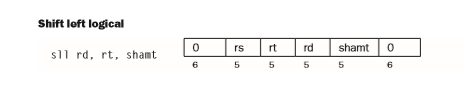 Shift left logical
sll rd, rt, shamt
0 rs rt rd shamt 0
6 5 5 5 5 6